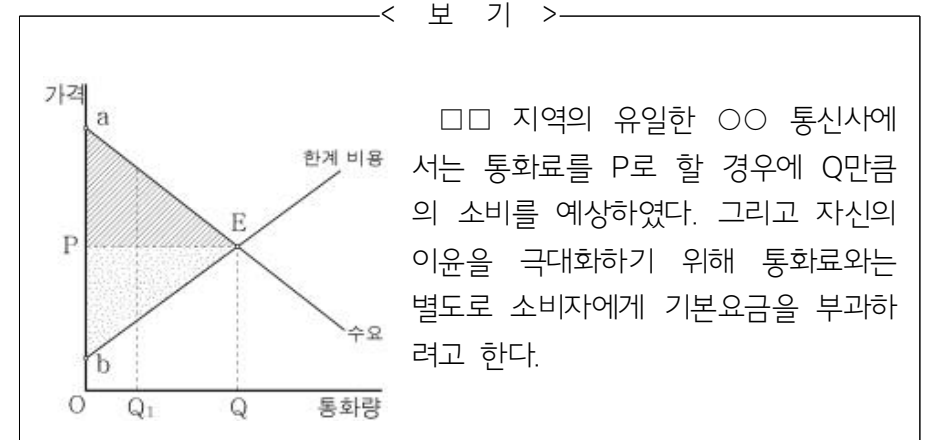 < 보 기 >
가격
a
한계 비용
E
P
수요
b
O
Q₁
Q
통화량
□□ 지역의 유일한 ○○ 통신사에
서는 통화료를 P로 할 경우에 Q만큼
의 소비를 예상하였다. 그리고 자신의
이윤을 극대화하기 위해 통화료와는
별도로 소비자에게 기본요금을 부과하
려고 한다.